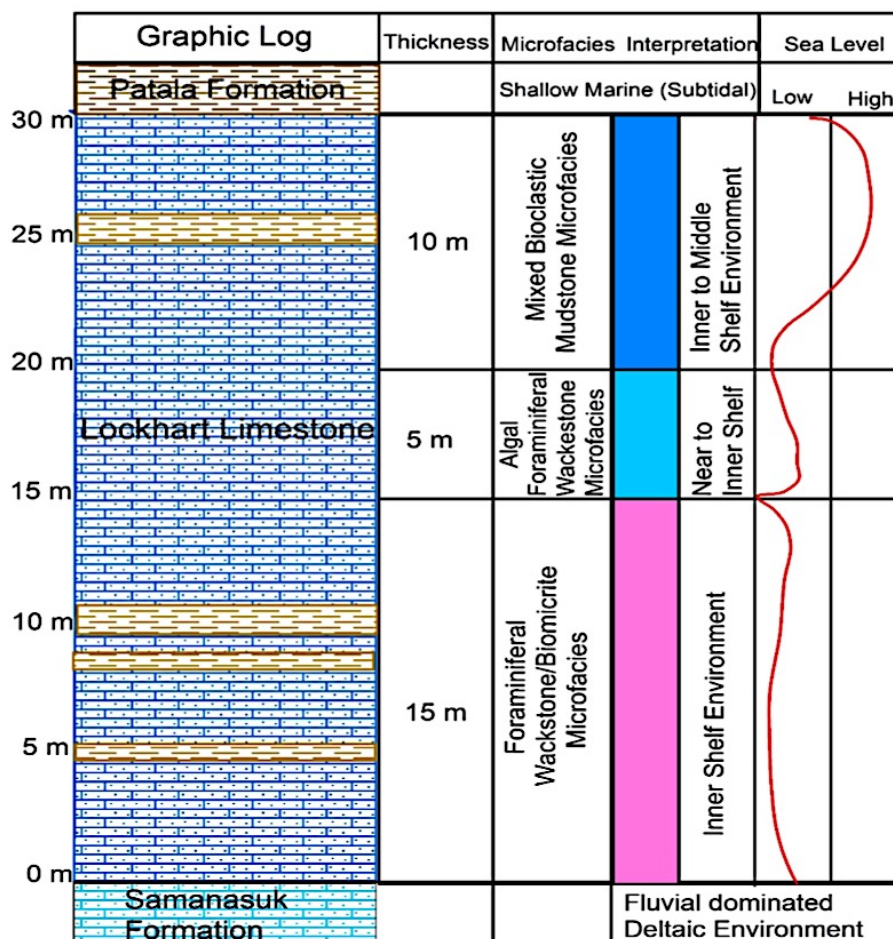 Graphic Log
Thickness
Microfacies Interpretation
Sea Level
Patala Formation
Shallow Marine (Subtidal)
Low
High
30 m
25 m
20 m
15 m
10 m
5 m
0 m
Lockhart Limestone
10 m
Mixed Bioclastic
Mudstone Microfacies
Inner to Middle
Shelf Environment
5 m
Algal
Foraminiferal
Wackestone
Microfacies
Near to
Inner Shelf
15 m
Foraminiferal
Wackstone/Biomicrite
Microfacies
Inner Shelf Environment
Samanasuk
Formation
Fluvial dominated
Deltaic Environment